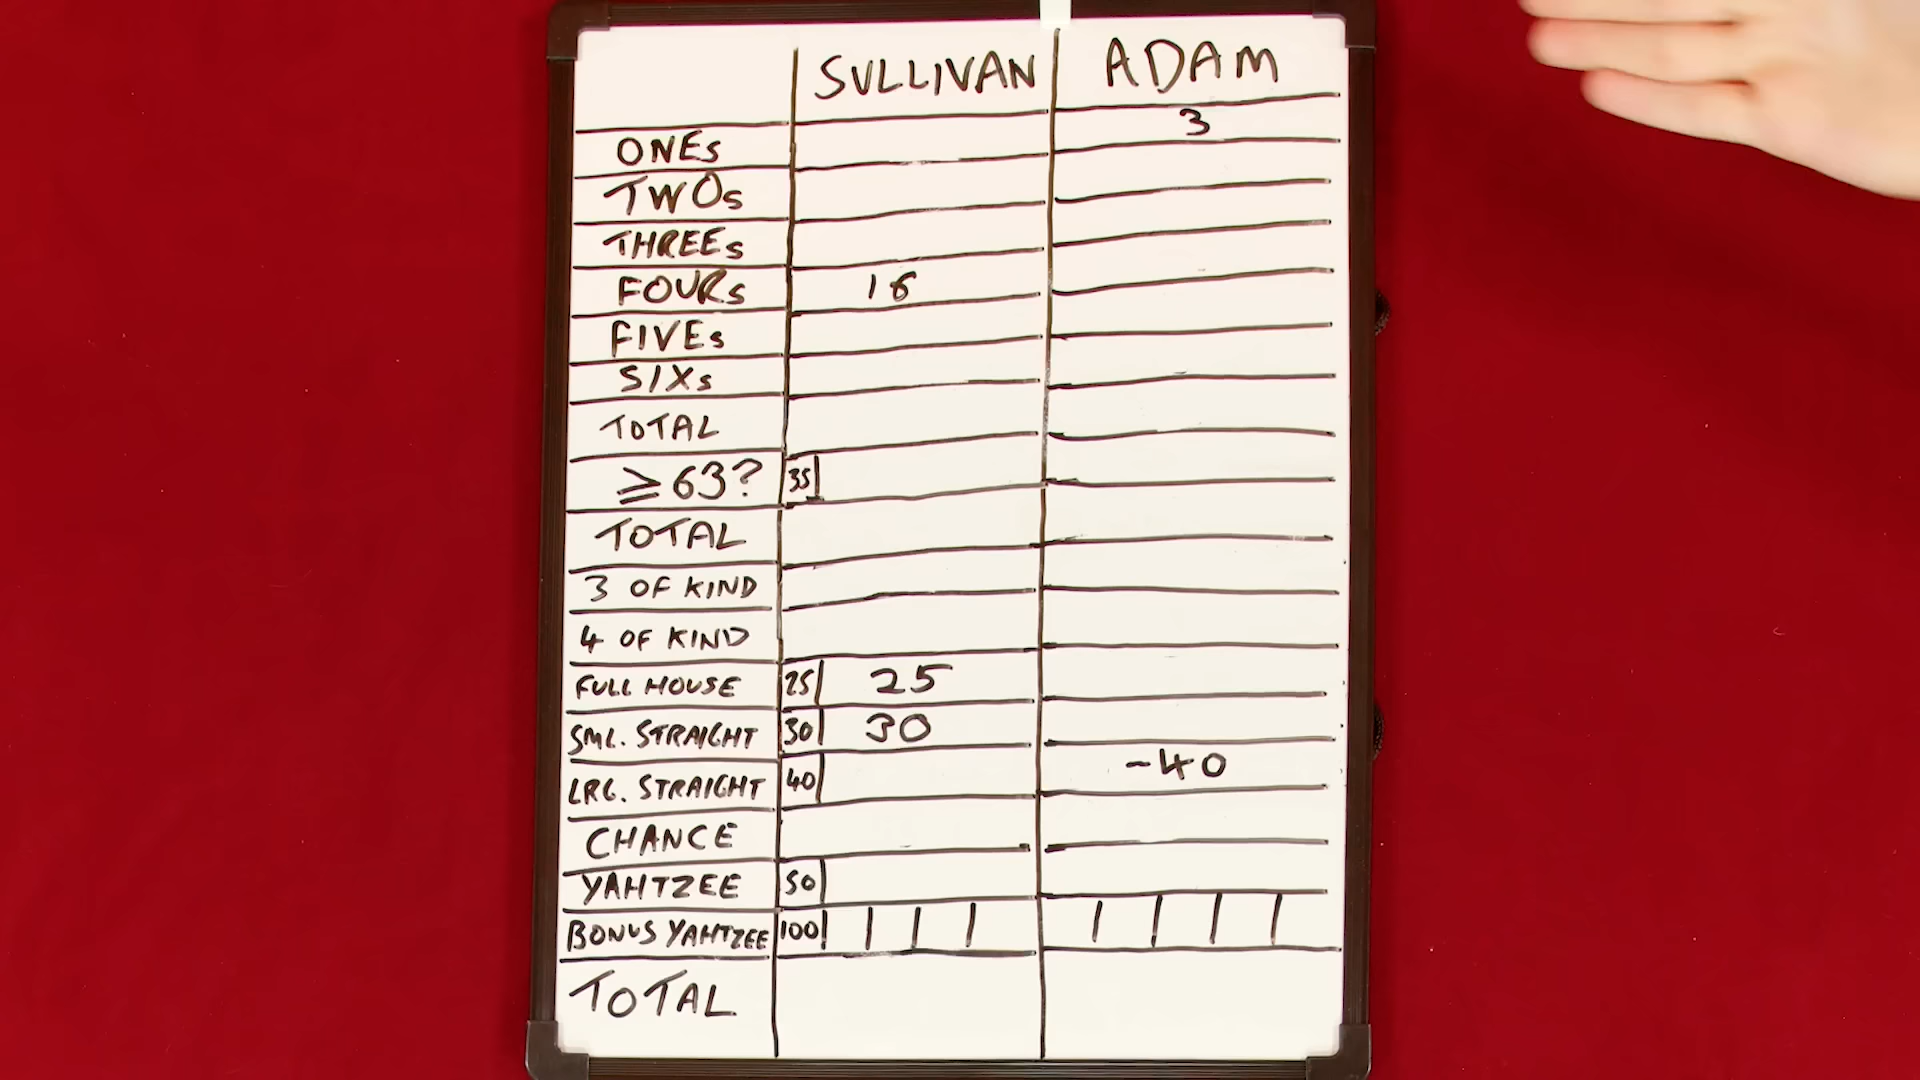 SULLIVAN ADAM
ONEs 3
TWOs
THREEs
FOURs 16
FIVEs
SIXs
TOTAL
≥63? 35
TOTAL
3 OF KIND
4 OF KIND
FULL HOUSE 25 25
SML. STRAIGHT 30 30
LRG. STRAIGHT 40 -40
CHANCE
YAHTZEE 50
BONUS YAHTZEE 100
TOTAL